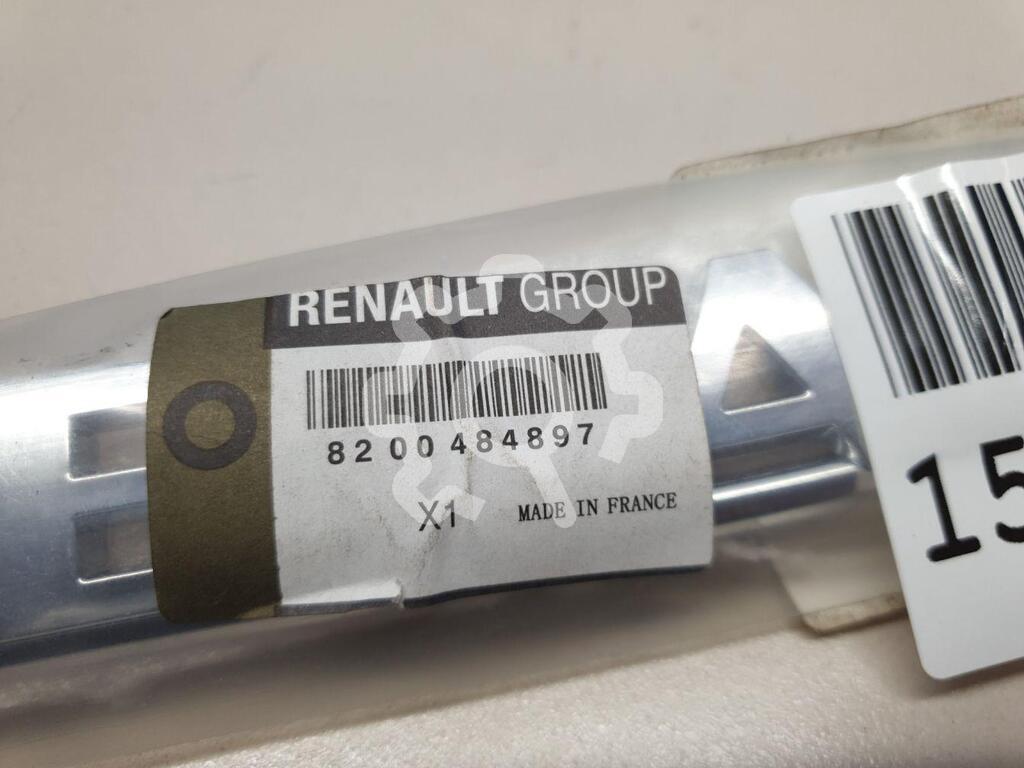 RENAULT GROUP
8200484897
X1 MADE IN FRANCE
15